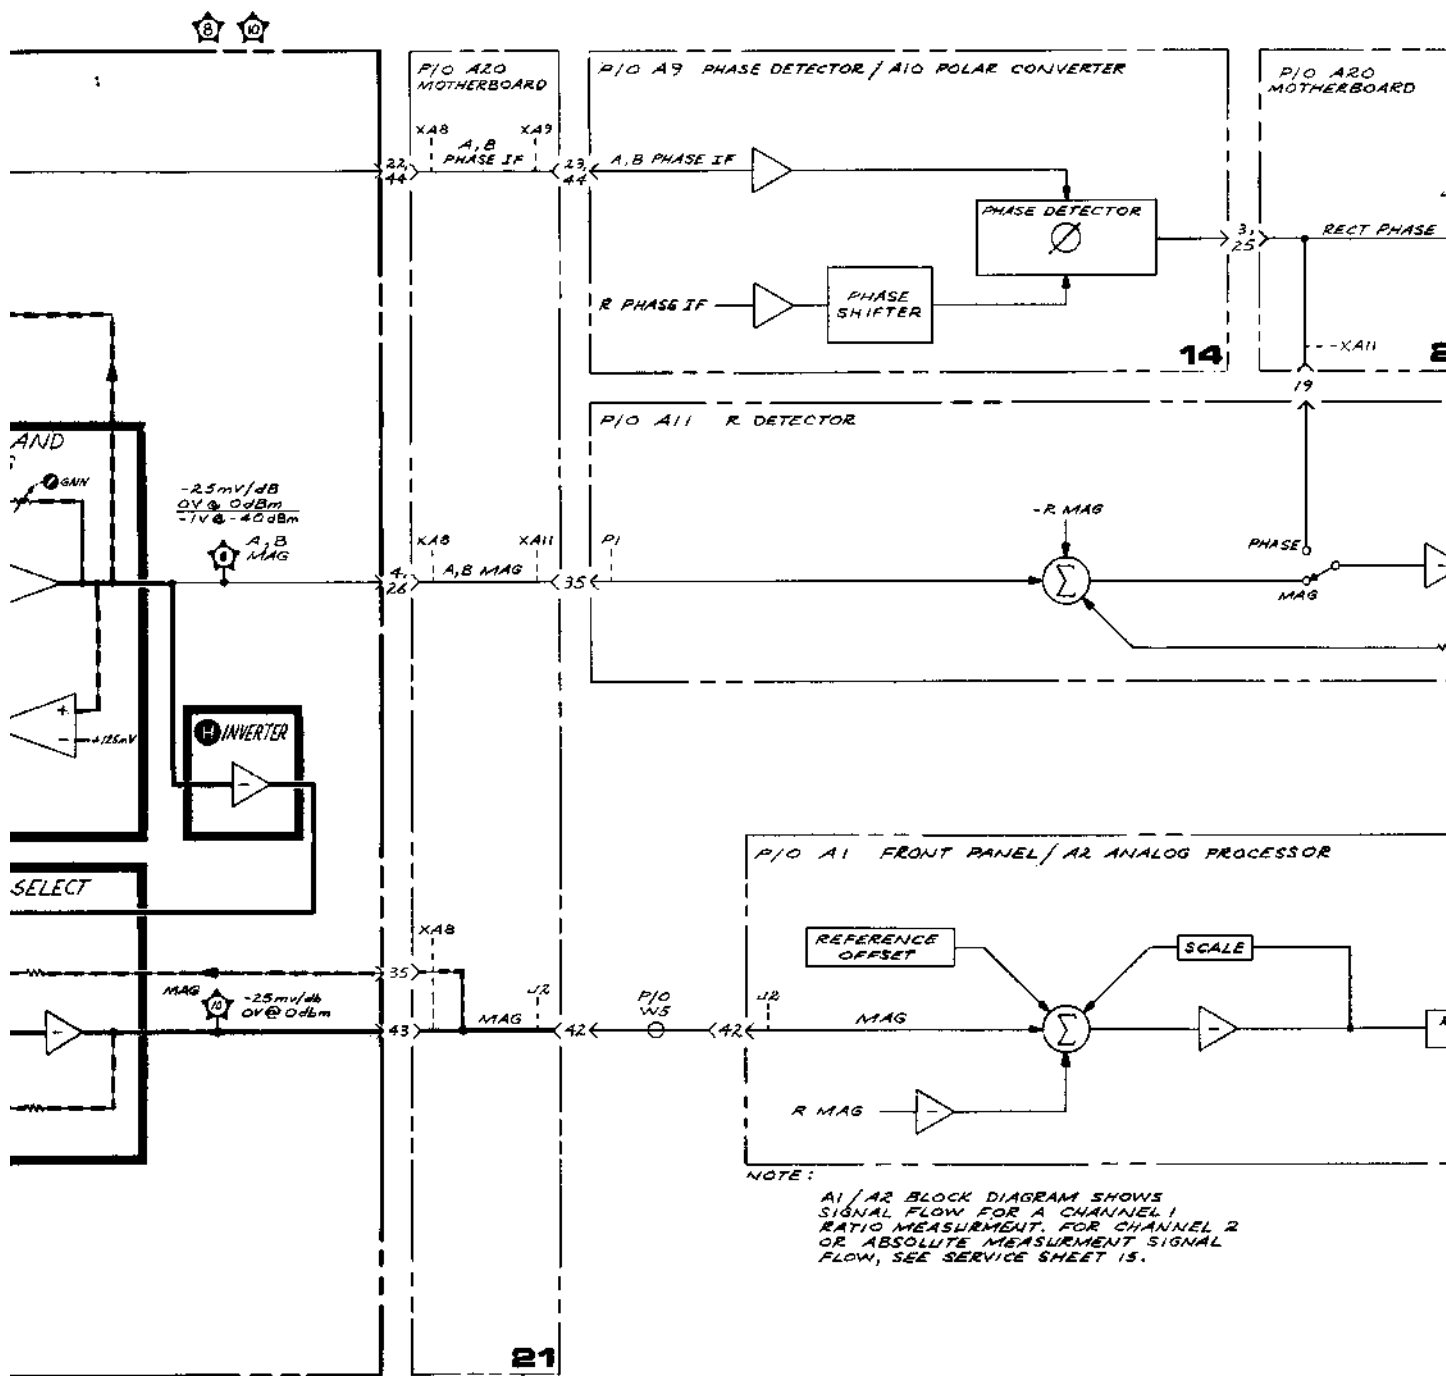 8 10
P/O A20
MOTHERBOARD
P/O A9 PHASE DETECTOR / A10 POLAR CONVERTER
P/O A20
MOTHERBOARD
XA8 XA9
A,B
PHASE IF
22,
44
23,
44
A,B PHASE IF
PHASE DETECTOR
3,
25
RECT PHASE
R PHASE IF
PHASE
SHIFTER
14
-XA11
19
P/O A11 R DETECTOR
AND
GAIN
-25mV/dB
0V @ 0dBm
-1V @ -40dBm
A,B
MAG
XA8 XA11
P1
4,
26
A,B MAG
35
-R MAG
Σ
PHASE
MAG
+
-
+125mV
H INVERTER
-
P/O A1 FRONT PANEL / A2 ANALOG PROCESSOR
SELECT
XA8
REFERENCE
OFFSET
SCALE
35
MAG
10
-25mv/db
0V @ 0dbm
J2
P/O
W5
J2
43
MAG
42
42
MAG
Σ
-
R MAG
-
NOTE:
A1/A2 BLOCK DIAGRAM SHOWS
SIGNAL FLOW FOR A CHANNEL 1
RATIO MEASURMENT. FOR CHANNEL 2
OR ABSOLUTE MEASURMENT SIGNAL
FLOW, SEE SERVICE SHEET 15.
21